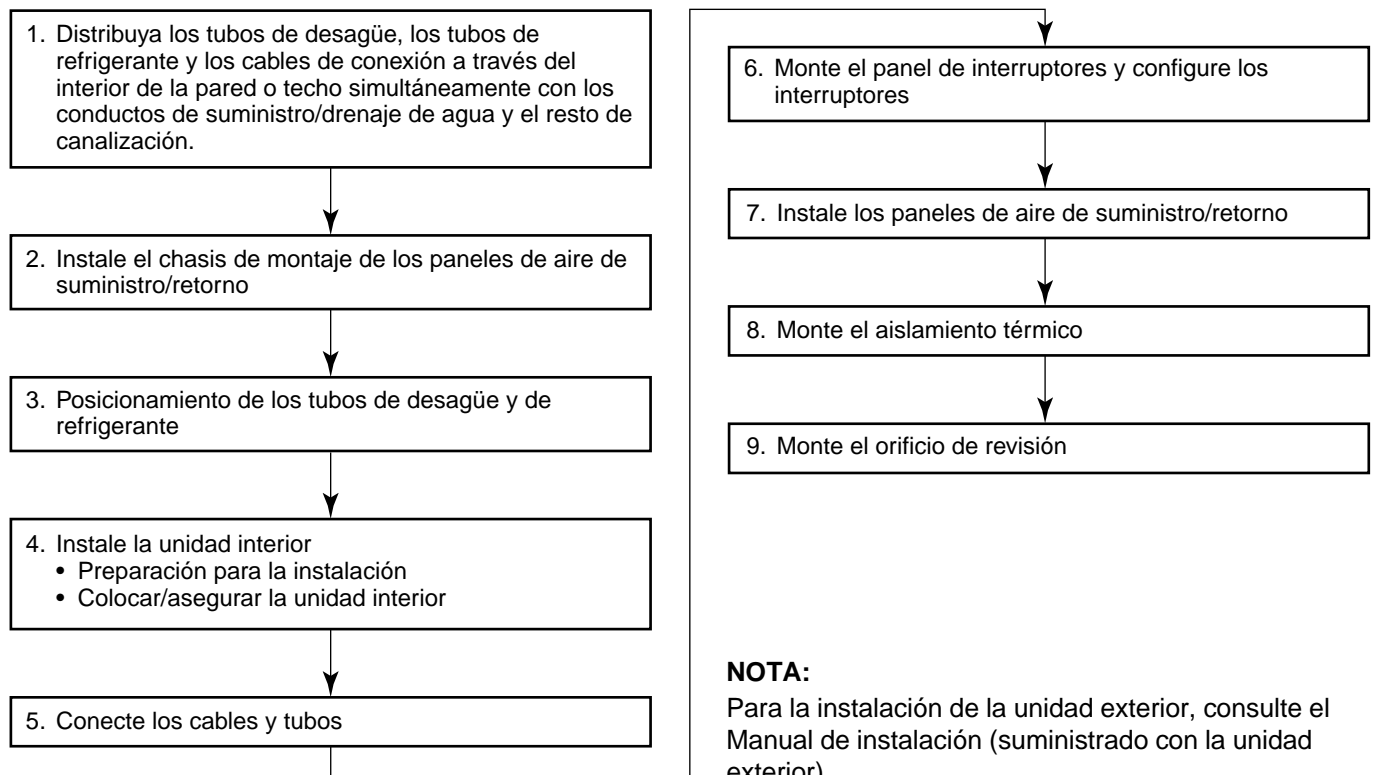 1. Distribuya los tubos de desagüe, los tubos de
refrigerante y los cables de conexión a través del
interior de la pared o techo simultáneamente con los
conductos de suministro/drenaje de agua y el resto de
canalización.
2. Instale el chasis de montaje de los paneles de aire de
suministro/retorno
3. Posicionamiento de los tubos de desagüe y de
refrigerante
4. Instale la unidad interior
• Preparación para la instalación
• Colocar/asegurar la unidad interior
5. Conecte los cables y tubos
6. Monte el panel de interruptores y configure los
interruptores
7. Instale los paneles de aire de suministro/retorno
8. Monte el aislamiento térmico
9. Monte el orificio de revisión
NOTA:
Para la instalación de la unidad exterior, consulte el
Manual de instalación (suministrado con la unidad
exterior)